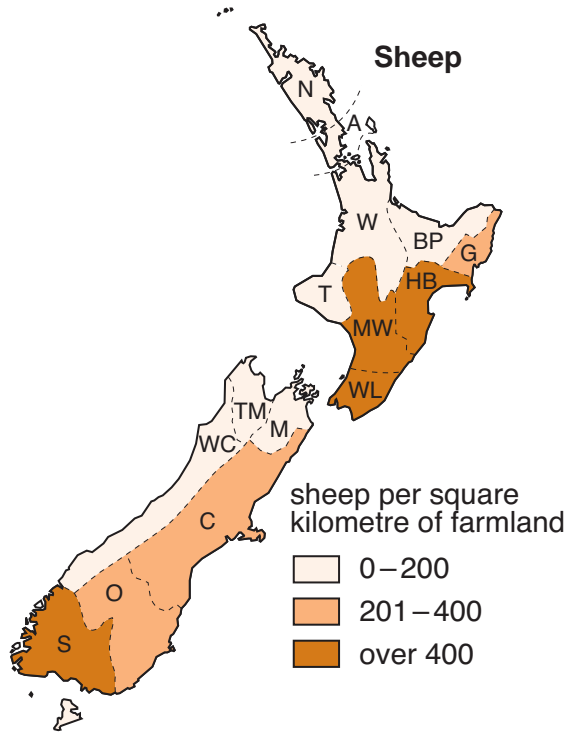 Sheep
N
A
W
BP
G
T
HB
MW
WL
TM
M
WC
C
O
S
sheep per square
kilometre of farmland
0–200
201–400
over 400